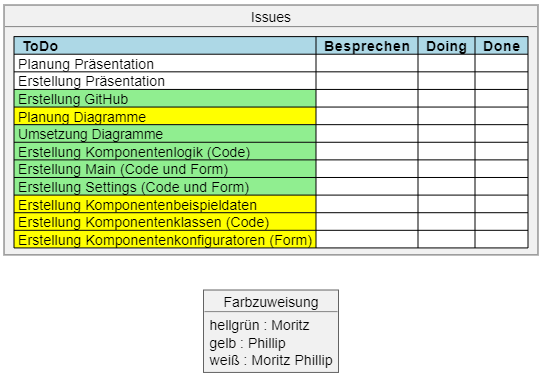 Issues
ToDo Besprechen Doing Done
Planung Präsentation
Erstellung Präsentation
Erstellung GitHub
Planung Diagramme
Umsetzung Diagramme
Erstellung Komponentenlogik (Code)
Erstellung Main (Code und Form)
Erstellung Settings (Code und Form)
Erstellung Komponentenbeispieldaten
Erstellung Komponentenklassen (Code)
Erstellung Komponentenkonfiguratoren (Form)
Farbzuweisung
hellgrün : Moritz
gelb : Phillip
weiß : Moritz Phillip